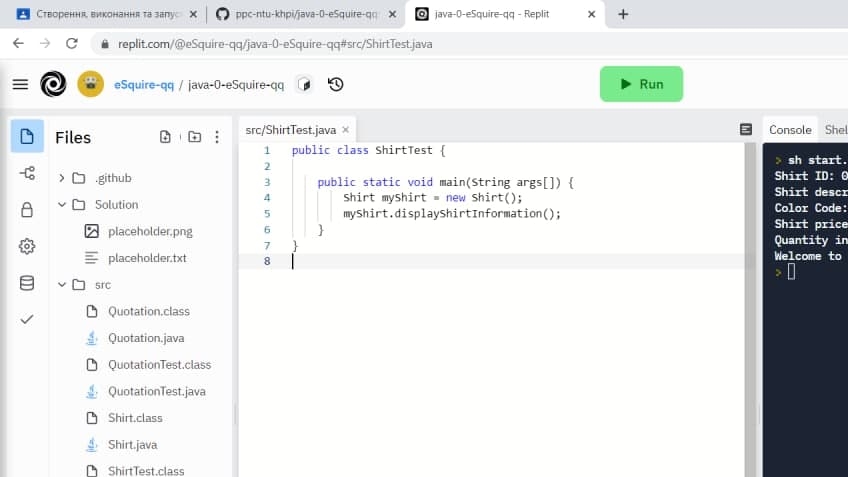 Створення, виконання та запус
ppc-ntu-khpi/java-0-eSquire-qq
java-0-eSquire-qq - Replit
replit.com/@eSquire-qq/java-0-eSquire-qq#src/ShirtTest.java
eSquire-qq / java-0-eSquire-qq
Run
Files
src/ShirtTest.java
Console
Shel
.github
Solution
placeholder.png
placeholder.txt
src
Quotation.class
Quotation.java
QuotationTest.class
QuotationTest.java
Shirt.class
Shirt.java
ShirtTest.class
1 public class ShirtTest {
2
3 public static void main(String args[]) {
4 Shirt myShirt = new Shirt();
5 myShirt.displayShirtInformation();
6 }
7 }
8
> sh start.
Shirt ID: 0
Shirt descr
Color Code:
Shirt price
Quantity in
Welcome to
>